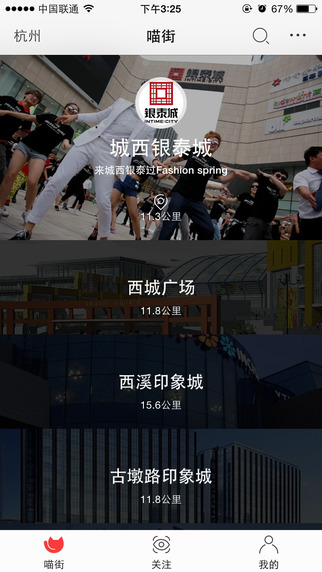 中国联通
下午3:25
杭州
喵街
银泰城
INTIME CITY
城西银泰城
来城西银泰过Fashion spring
11.3公里
西城广场
11.8公里
西溪印象城
15.6公里
古墩路印象城
11.8公里
喵街
关注
我的